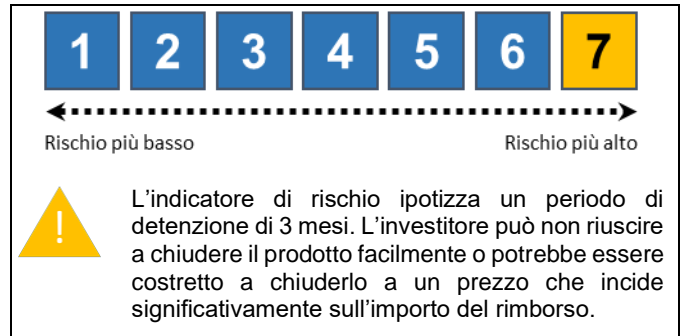 1 2 3 4 5 6 7
Rischio più basso Rischio più alto
!
L'indicatore di rischio ipotizza un periodo di
detenzione di 3 mesi. L'investitore può non riuscire
a chiudere il prodotto facilmente o potrebbe essere
costretto a chiuderlo a un prezzo che incide
significativamente sull'importo del rimborso.